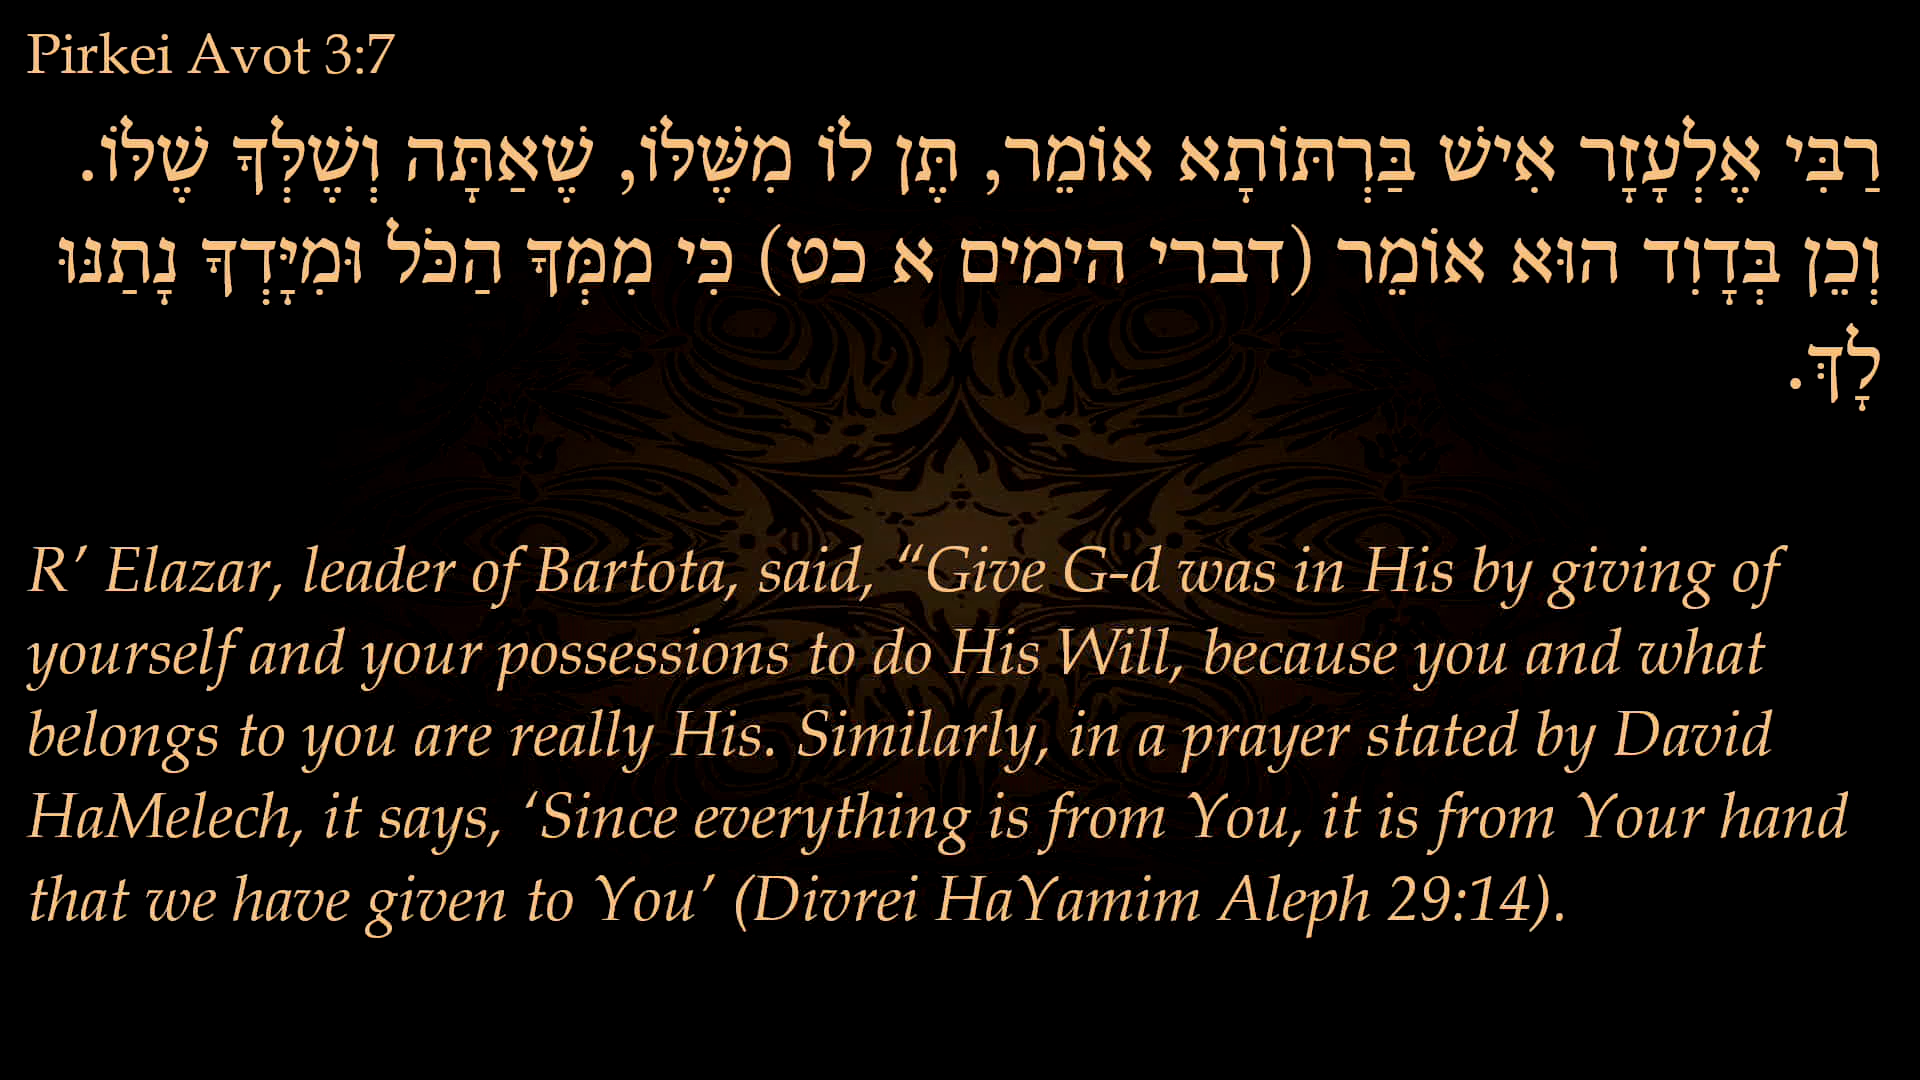 Pirkei Avot 3:7
רַבִּי אֶלְעָזָר אִישׁ בַּרְתּוֹתָא אוֹמֵר, תֶּן לוֹ מִשֶּׁלּוֹ, שֶׁאַתָּה וְשֶׁלְּךָ שֶׁלּוֹ.
וְכֵן בְּדָוִד הוּא אוֹמֵר (דברי הימים א כט) כִּי מִמְּךָ הַכֹּל וּמִיָּדְךָ נָתַנּוּ
לָךְ.
R’ Elazar, leader of Bartota, said, “Give G-d was in His by giving of
yourself and your possessions to do His Will, because you and what
belongs to you are really His. Similarly, in a prayer stated by David
HaMelech, it says, ‘Since everything is from You, it is from Your hand
that we have given to You’ (Divrei HaYamim Aleph 29:14).